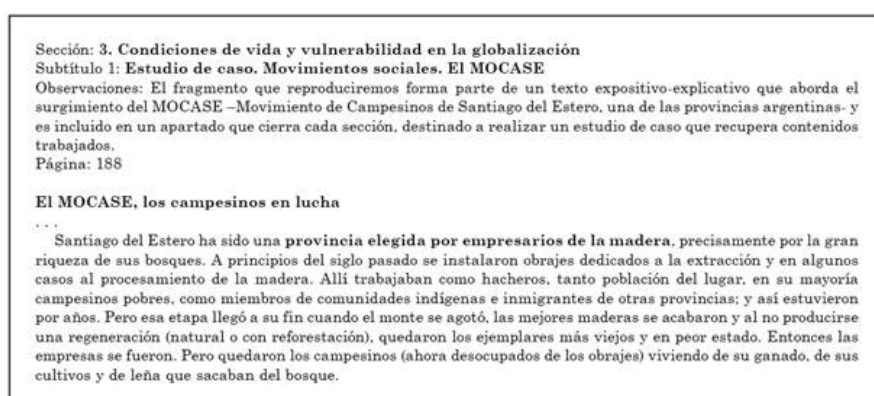 Sección: 3. Condiciones de vida y vulnerabilidad en la globalización
Subtítulo 1: Estudio de caso. Movimientos sociales. El MOCASE
Observaciones: El fragmento que reproduciremos forma parte de un texto expositivo-explicativo que aborda el
surgimiento del MOCASE –Movimiento de Campesinos de Santiago del Estero, una de las provincias argentinas- y
es incluido en un apartado que cierra cada sección, destinado a realizar un estudio de caso que recupera contenidos
trabajados.
Página: 188
El MOCASE, los campesinos en lucha
. . .
Santiago del Estero ha sido una provincia elegida por empresarios de la madera, precisamente por la gran
riqueza de sus bosques. A principios del siglo pasado se instalaron obrajes dedicados a la extracción y en algunos
casos al procesamiento de la madera. Allí trabajaban como hacheros, tanto población del lugar, en su mayoría
campesinos pobres, como miembros de comunidades indígenas e inmigrantes de otras provincias; y así estuvieron
por años. Pero esa etapa llegó a su fin cuando el monte se agotó, las mejores maderas se acabaron y al no producirse
una regeneración (natural o con reforestación), quedaron los ejemplares más viejos y en peor estado. Entonces las
empresas se fueron. Pero quedaron los campesinos (ahora desocupados de los obrajes) viviendo de su ganado, de sus
cultivos y de leña que sacaban del bosque.